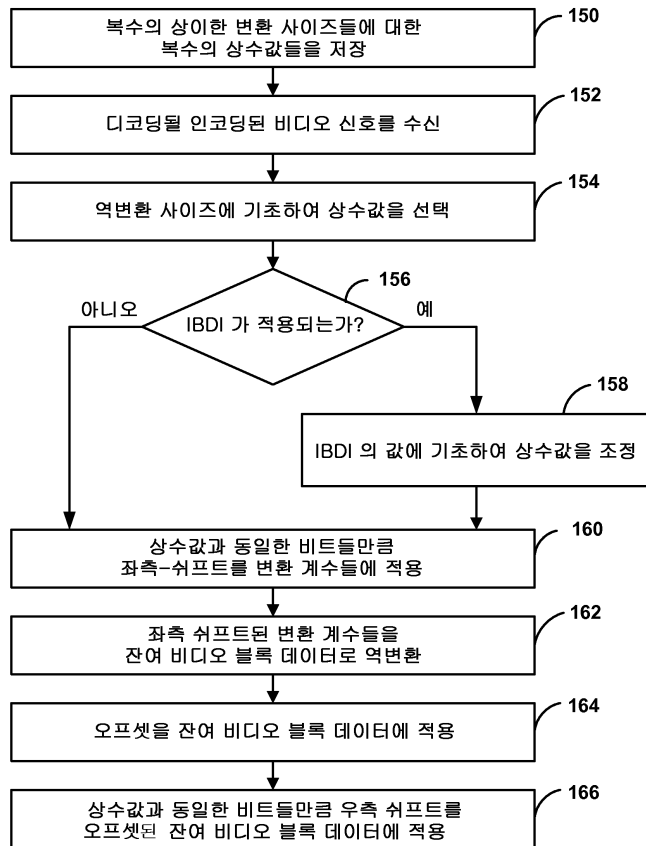 복수의 상이한 변환 사이즈들에 대한
복수의 상수값들을 저장
150
디코딩될 인코딩된 비디오 신호를 수신
152
역변환 사이즈에 기초하여 상수값을 선택
154
IBDI 가 적용되는가?
156
아니오
예
IBDI 의 값에 기초하여 상수값을 조정
158
상수값과 동일한 비트들만큼
좌측-쉬프트를 변환 계수들에 적용
160
좌측 쉬프트된 변환 계수들을
잔여 비디오 블록 데이터로 역변환
162
오프셋을 잔여 비디오 블록 데이터에 적용
164
상수값과 동일한 비트들만큼 우측 쉬프트를
오프셋된 잔여 비디오 블록 데이터에 적용
166